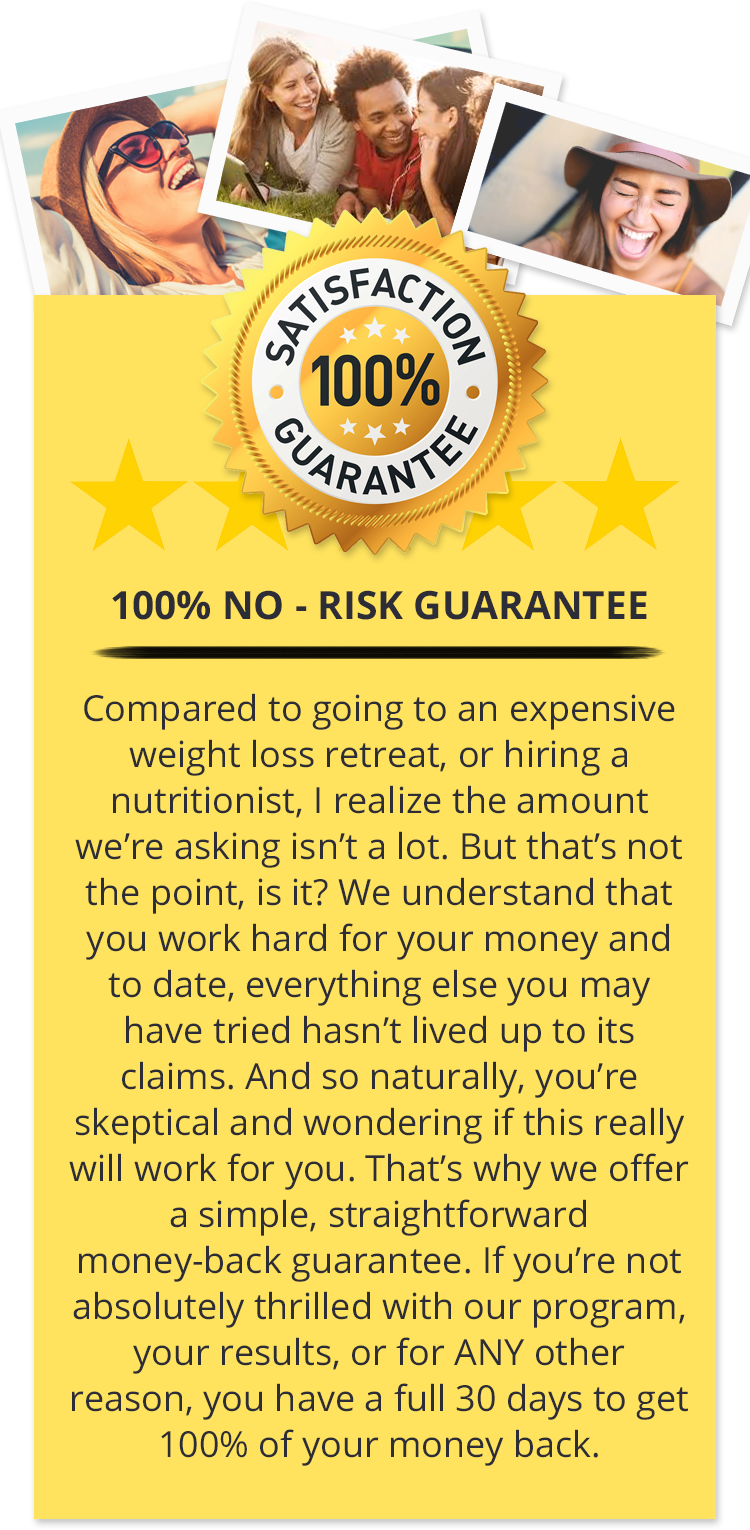 SATISFACTION
100%
GUARANTEE
100% NO - RISK GUARANTEE
Compared to going to an expensive
weight loss retreat, or hiring a
nutritionist, I realize the amount
we’re asking isn’t a lot. But that’s not
the point, is it? We understand that
you work hard for your money and
to date, everything else you may
have tried hasn’t lived up to its
claims. And so naturally, you’re
skeptical and wondering if this really
will work for you. That’s why we offer
a simple, straightforward
money-back guarantee. If you’re not
absolutely thrilled with our program,
your results, or for ANY other
reason, you have a full 30 days to get
100% of your money back.